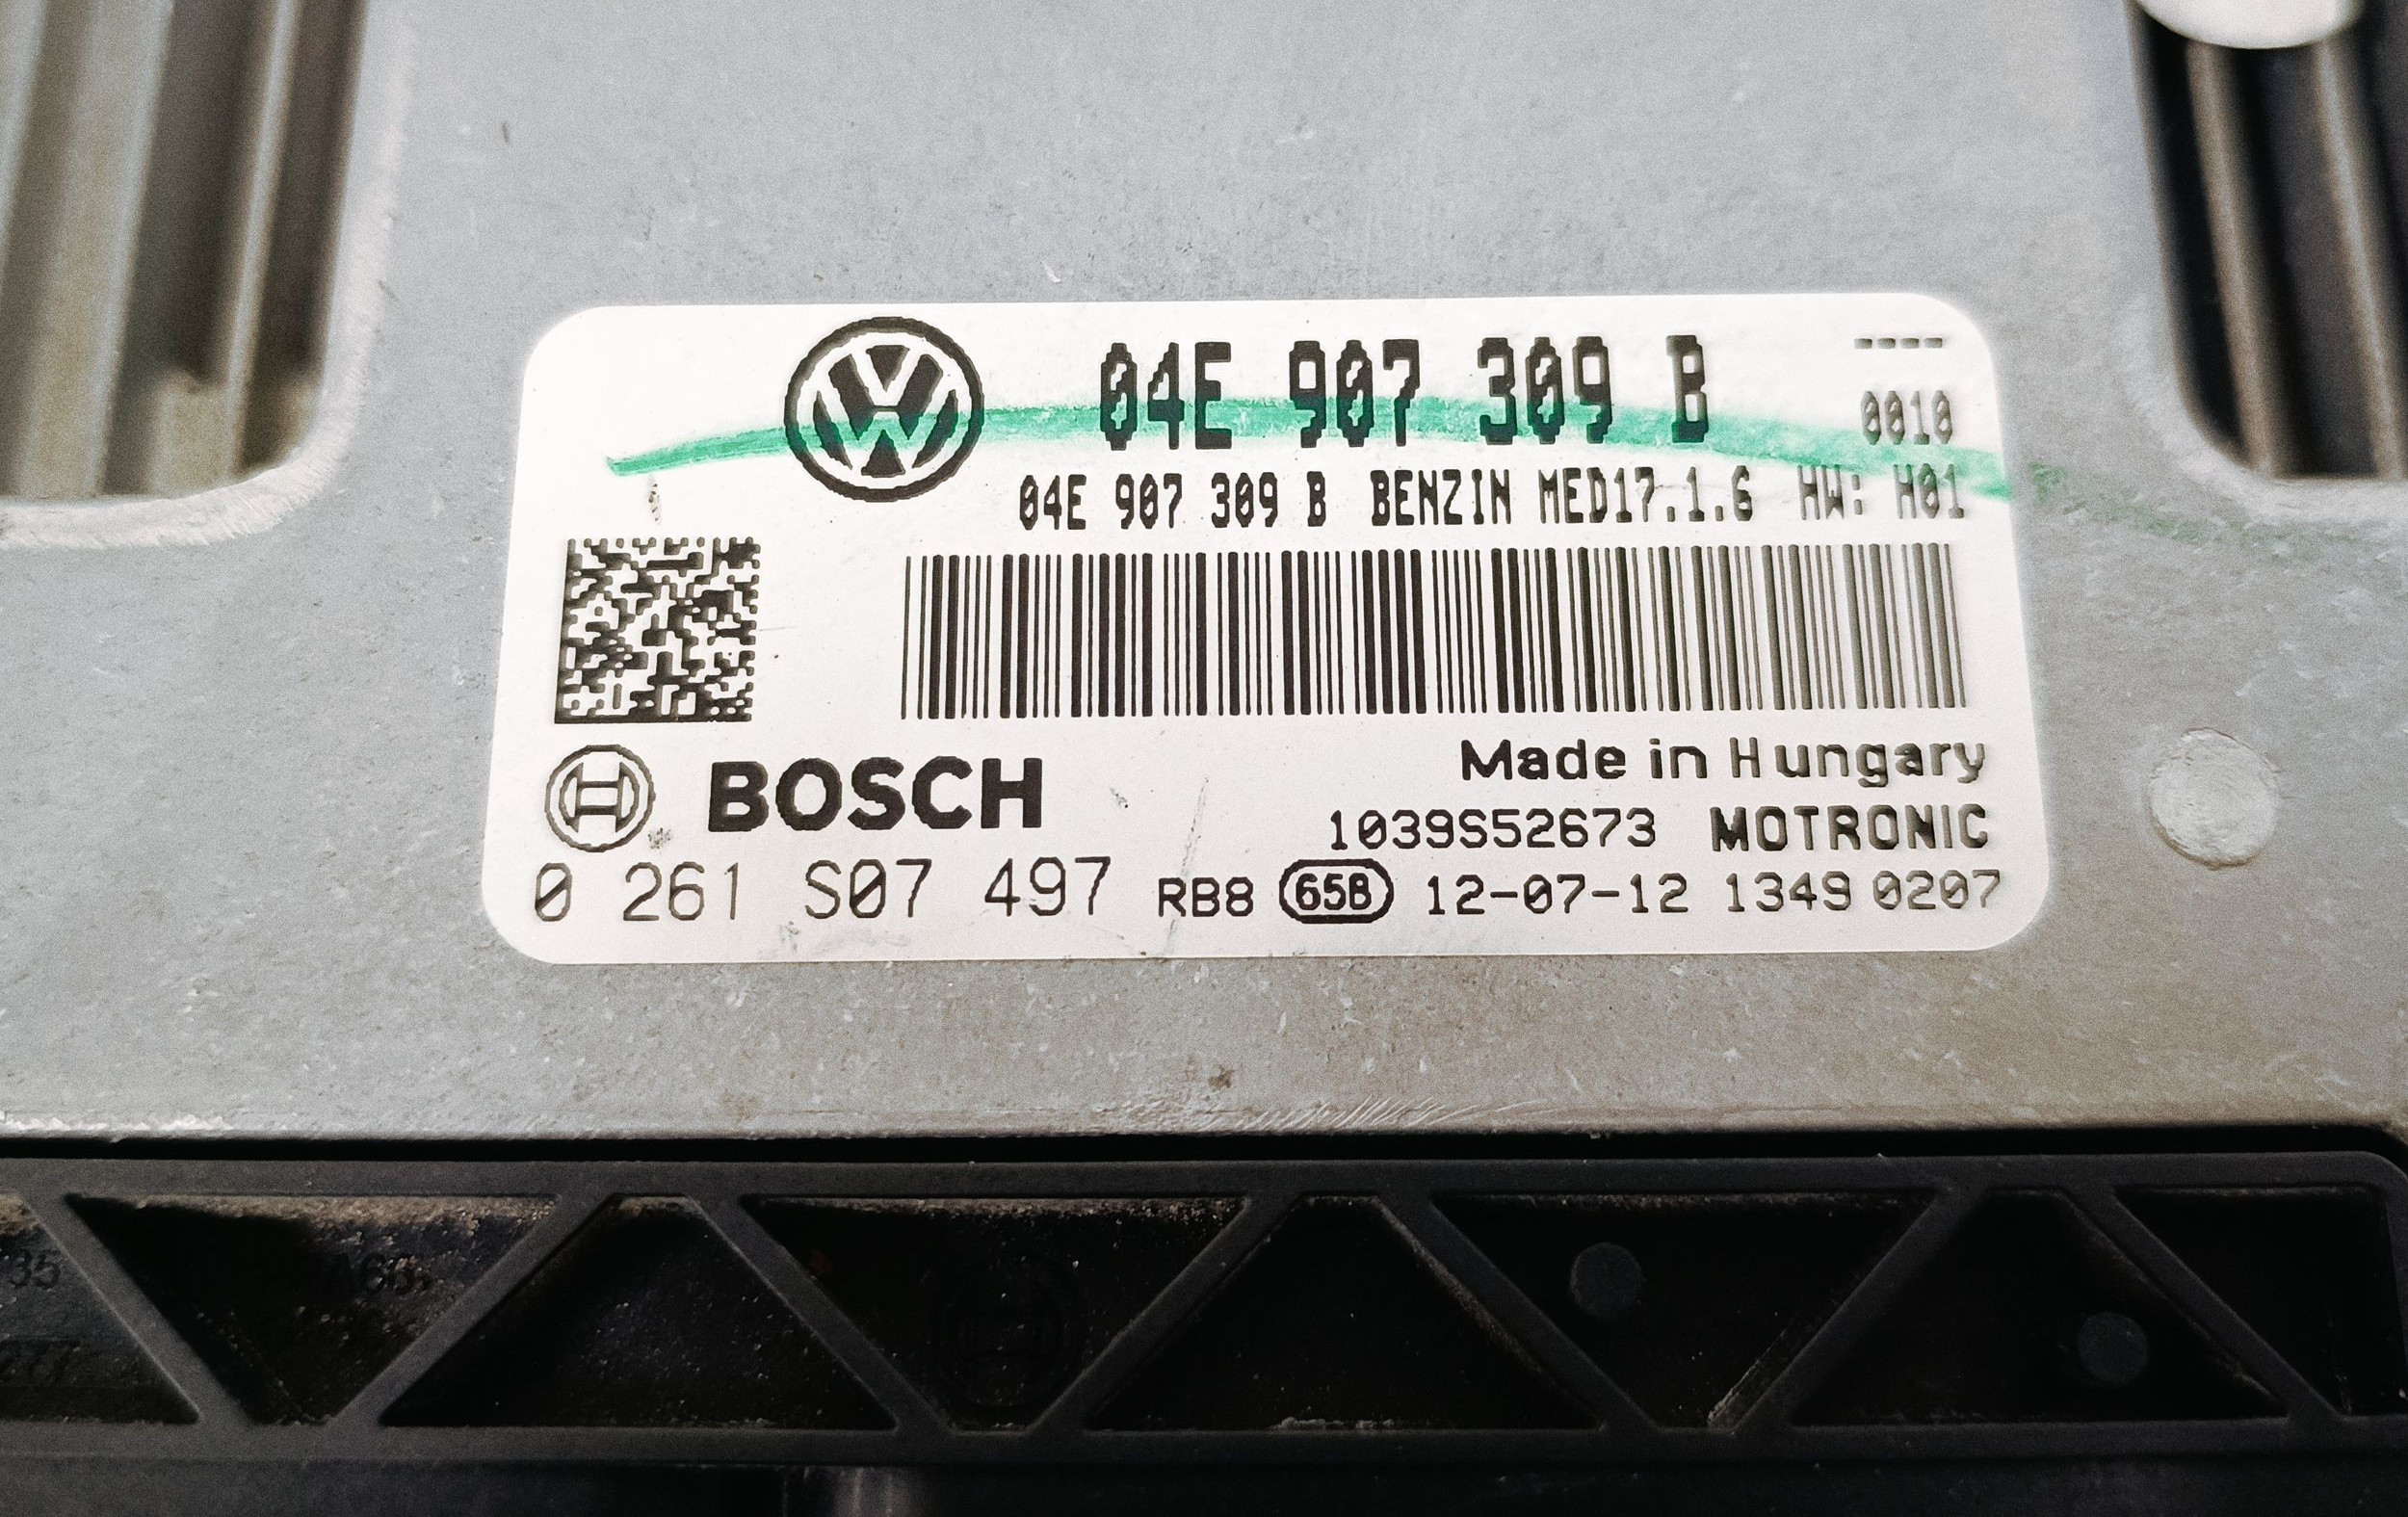 04E 907 309 B
----
0010
04E 907 309 B BENZIN MED17.1.6 HW: H01
BOSCH
Made in Hungary
1039S52673 MOTRONIC
0 261 S07 497 RB8 65B 12-07-12 1349 0207
35